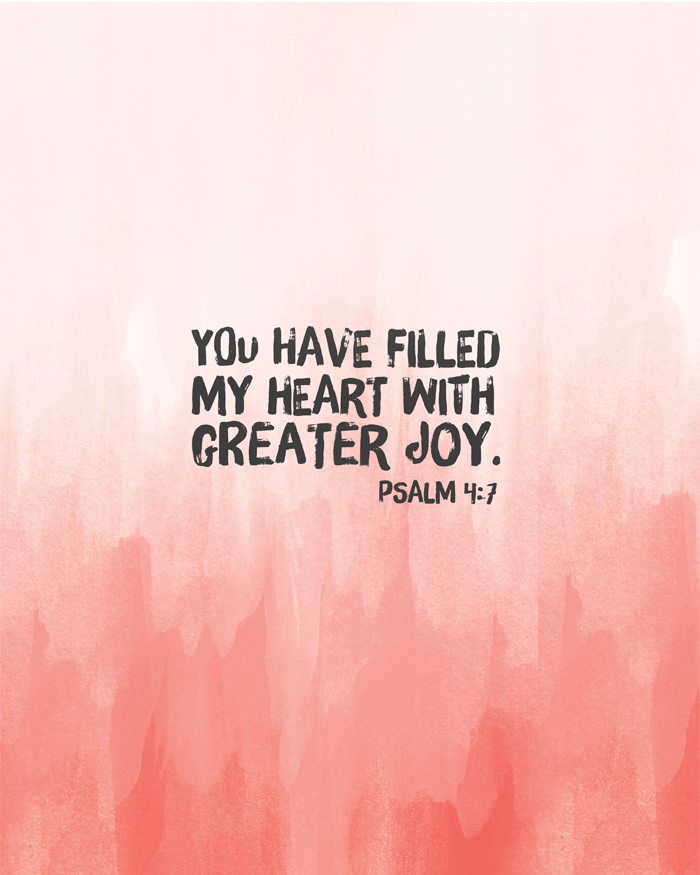 YOU HAVE FILLED
MY HEART WITH
GREATER JOY.
PSALM 4:7